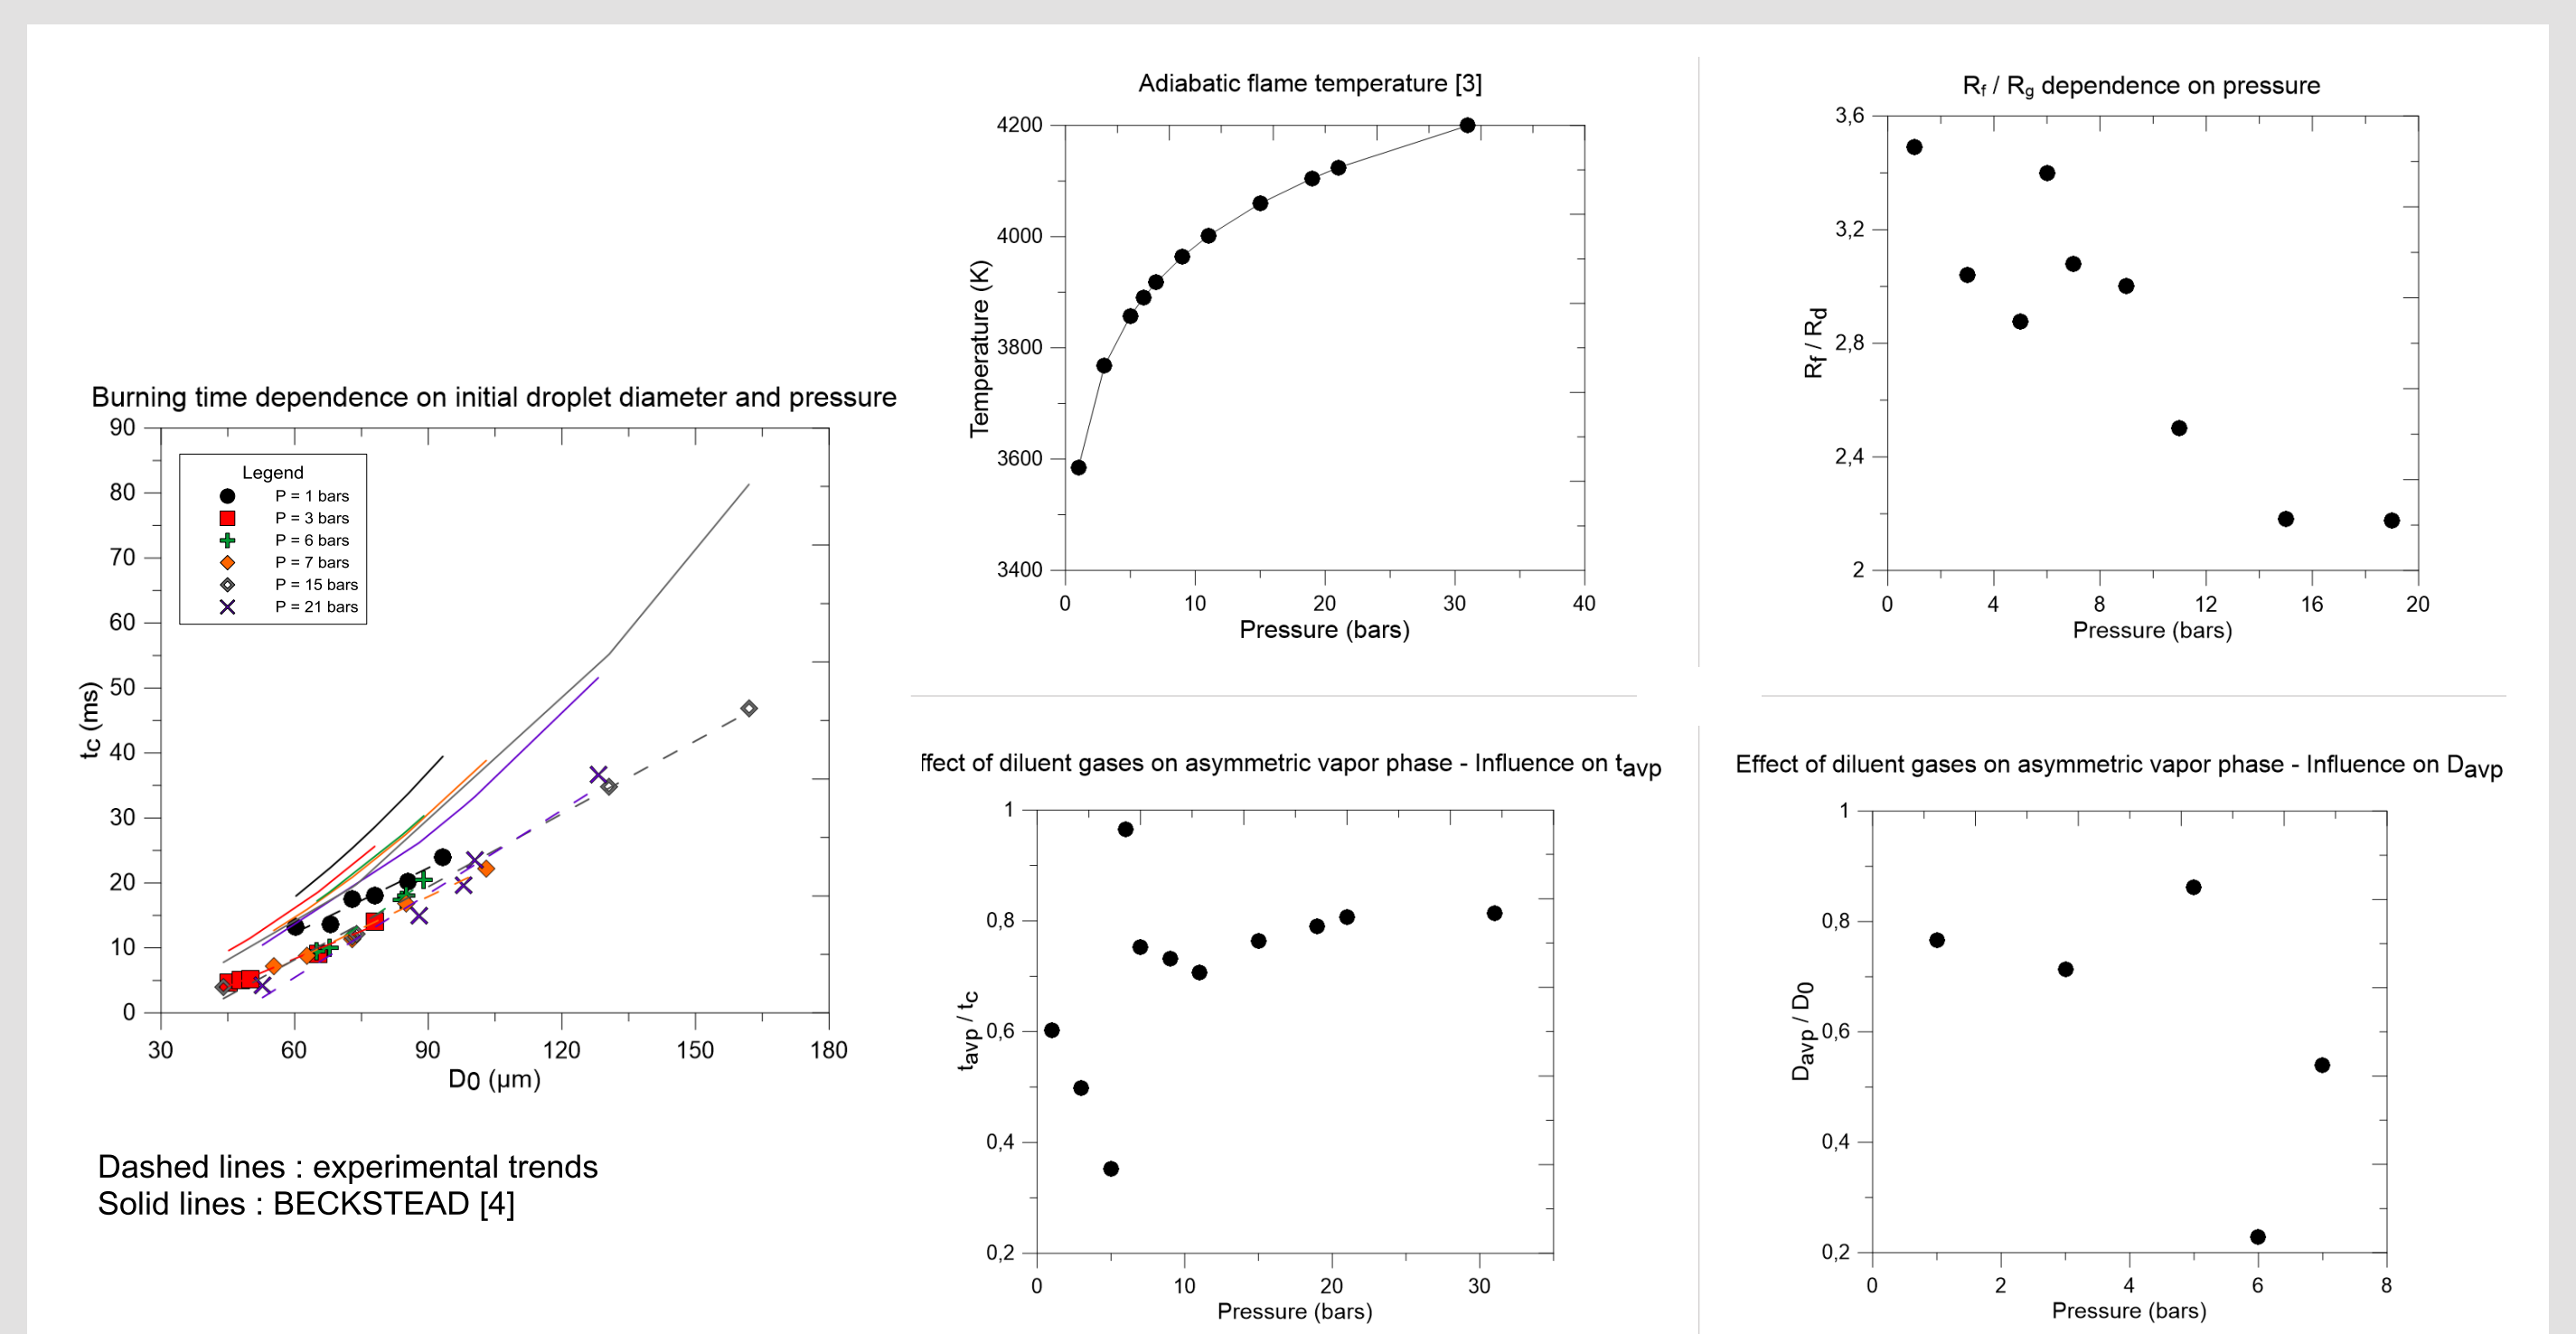 Burning time dependence on initial droplet diameter and pressure
90
80
70
60
50
40
30
20
10
0
tc (ms)
Legend
P = 1 bars
P = 3 bars
P = 6 bars
P = 7 bars
P = 15 bars
P = 21 bars
30 60 90 120 150 180
D0 (µm)
Dashed lines : experimental trends
Solid lines : BECKSTEAD [4]
Adiabatic flame temperature [3]
4200
4000
3800
3600
3400
Temperature (K)
0 10 20 30 40
Pressure (bars)
Rf / Rg dependence on pressure
3,6
3,2
2,8
2,4
2
Rf / Rd
0 4 8 12 16 20
Pressure (bars)
ffect of diluent gases on asymmetric vapor phase - Influence on tavp
1
0,8
0,6
0,4
0,2
tavp / tc
0 10 20 30
Pressure (bars)
Effect of diluent gases on asymmetric vapor phase - Influence on Davp
1
0,8
0,6
0,4
0,2
Davp / D0
0 2 4 6 8
Pressure (bars)